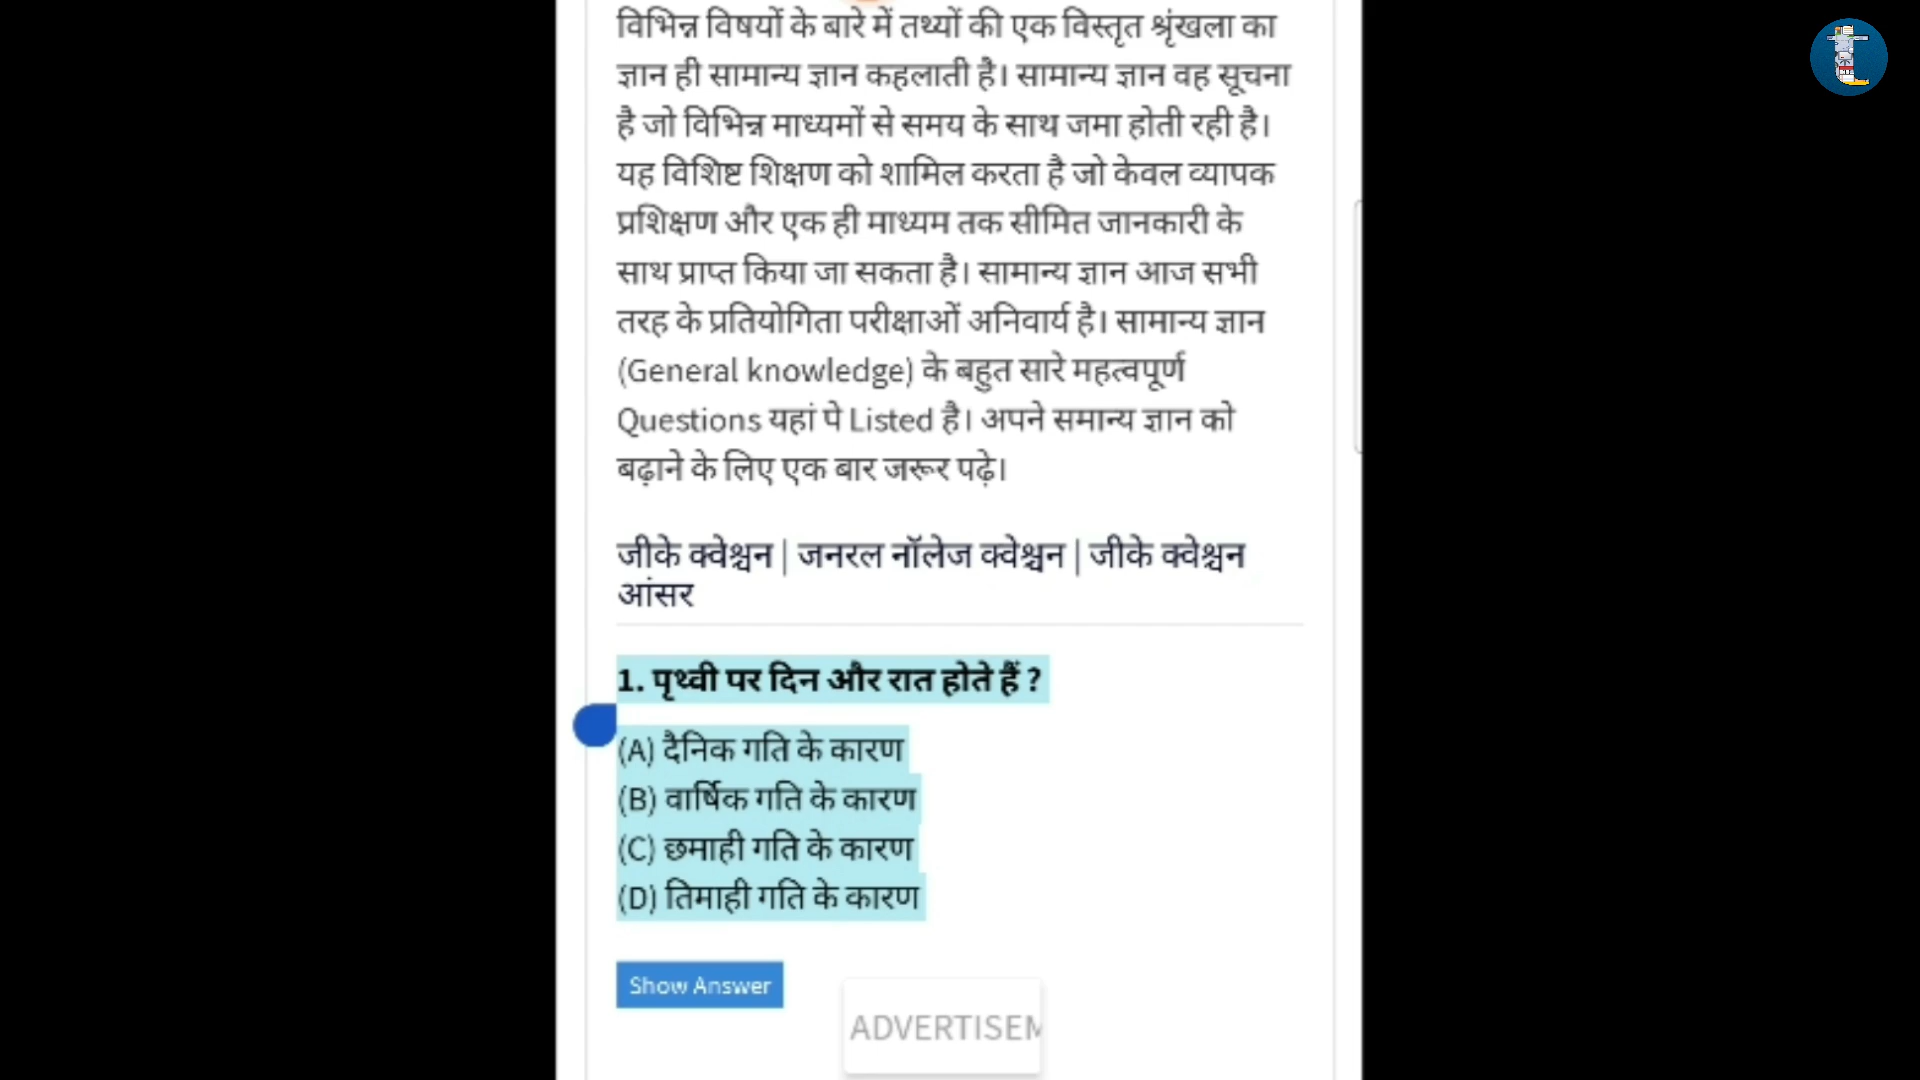 विभिन्न विषयों के बारे में तथ्यों की एक विस्तृत श्रृंखला का
ज्ञान ही सामान्य ज्ञान कहलाती है। सामान्य ज्ञान वह सूचना
है जो विभिन्न माध्यमों से समय के साथ जमा होती रही है।
यह विशिष्ट शिक्षण को शामिल करता है जो केवल व्यापक
प्रशिक्षण और एक ही माध्यम तक सीमित जानकारी के
साथ प्राप्त किया जा सकता है। सामान्य ज्ञान आज सभी
तरह के प्रतियोगिता परीक्षाओं अनिवार्य है। सामान्य ज्ञान
(General knowledge) के बहुत सारे महत्वपूर्ण
Questions यहां पे Listed है। अपने समान्य ज्ञान को
बढ़ाने के लिए एक बार जरूर पढ़े।
जीके क्वेश्चन | जनरल नॉलेज क्वेश्चन | जीके क्वेश्चन
आंसर
1. पृथ्वी पर दिन और रात होते हैं ?
(A) दैनिक गति के कारण
(B) वार्षिक गति के कारण
(C) छमाही गति के कारण
(D) तिमाही गति के कारण
Show Answer
ADVERTISEM